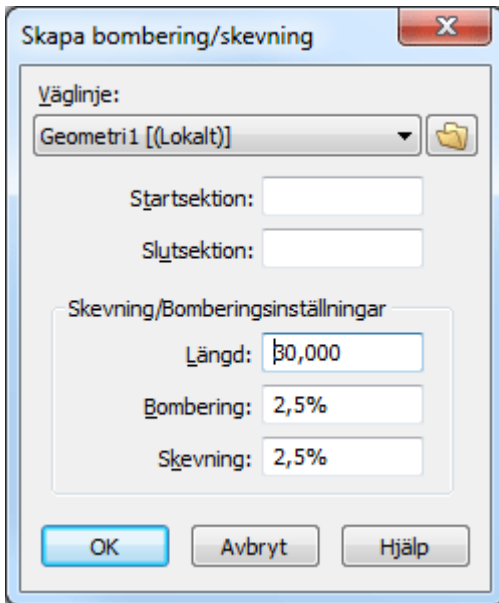 Skapa bombering/skevning
Väglinje:
Geometri1 [(Lokalt)]
Startsektion:
Slutsektion:
Skevning/Bomberingsinställningar
Längd: 30,000
Bombering: 2,5%
Skevning: 2,5%
OK Avbryt Hjälp